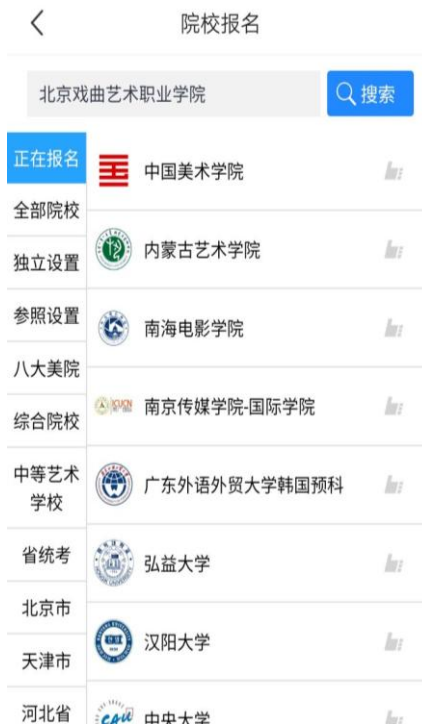 院校报名
北京戏曲艺术职业学院
搜索
正在报名
全部院校
独立设置
参照设置
八大美院
综合院校
中等艺术
学校
省统考
北京市
天津市
河北省
中国美术学院
内蒙古艺术学院
南海电影学院
南京传媒学院-国际学院
广东外语外贸大学韩国预科
弘益大学
汉阳大学
CAU 中央大学